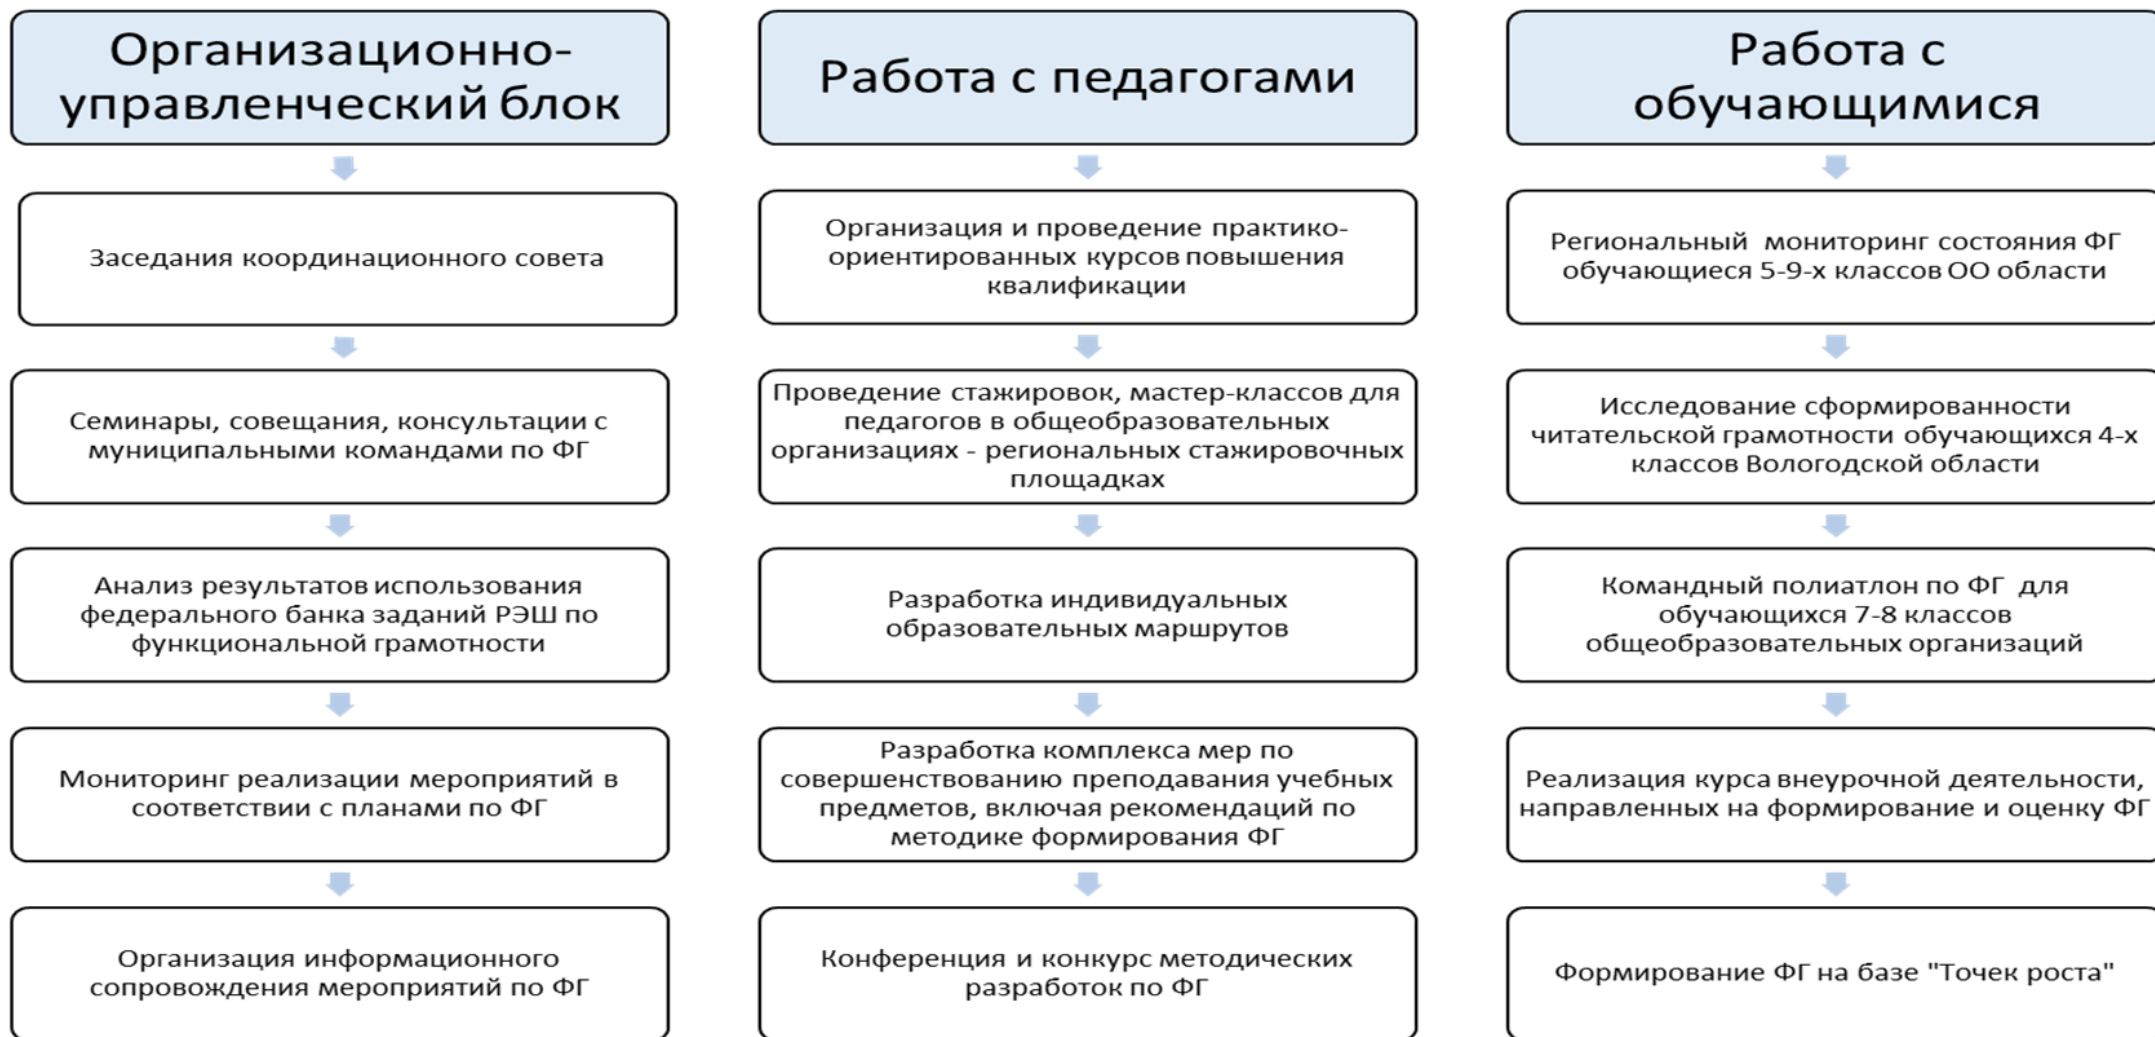 Организационно-
управленческий блок
Заседания координационного совета
Семинары, совещания, консультации с
муниципальными командами по ФГ
Анализ результатов использования
федерального банка заданий РЭШ по
функциональной грамотности
Мониторинг реализации мероприятий в
соответствии с планами по ФГ
Организация информационного
сопровождения мероприятий по ФГ
Работа с педагогами
Организация и проведение практико-
ориентированных курсов повышения
квалификации
Проведение стажировок, мастер-классов для
педагогов в общеобразовательных
организациях - региональных стажировочных
площадках
Разработка индивидуальных
образовательных маршрутов
Разработка комплекса мер по
совершенствованию преподавания учебных
предметов, включая рекомендаций по
методике формирования ФГ
Конференция и конкурс методических
разработок по ФГ
Работа с
обучающимися
Региональный мониторинг состояния ФГ
обучающиеся 5-9-х классов ОО области
Исследование сформированности
читательской грамотности обучающихся 4-х
классов Вологодской области
Командный полиатлон по ФГ для
обучающихся 7-8 классов
общеобразовательных организаций
Реализация курса внеурочной деятельности,
направленных на формирование и оценку ФГ
Формирование ФГ на базе "Точек роста"